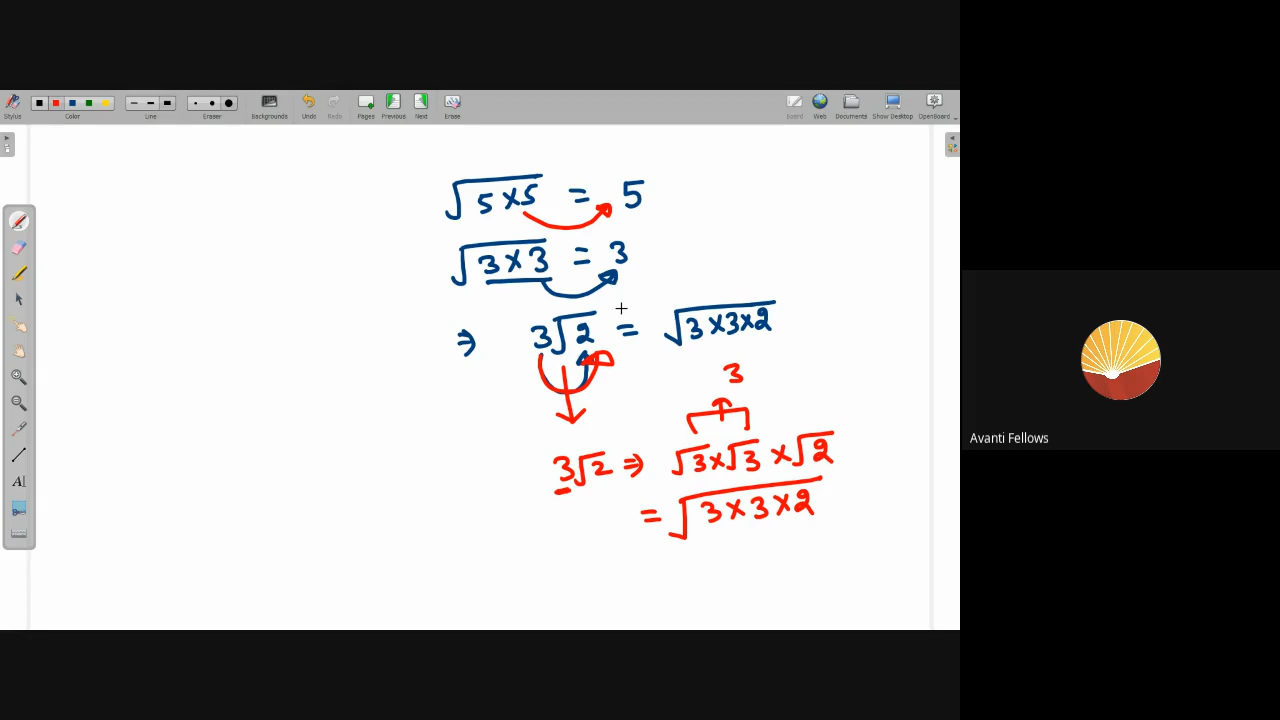 Stylus Color Line Eraser Backgrounds Undo Redo Pages Previous Next Erase Board Web Documents Show Desktop OpenBoard
√5×5 = 5
√3×3 = 3
⇒ 3√2 = √3×3×2
3
3√2 ⇒ √3×√3×√2
= √3×3×2
Avanti Fellows